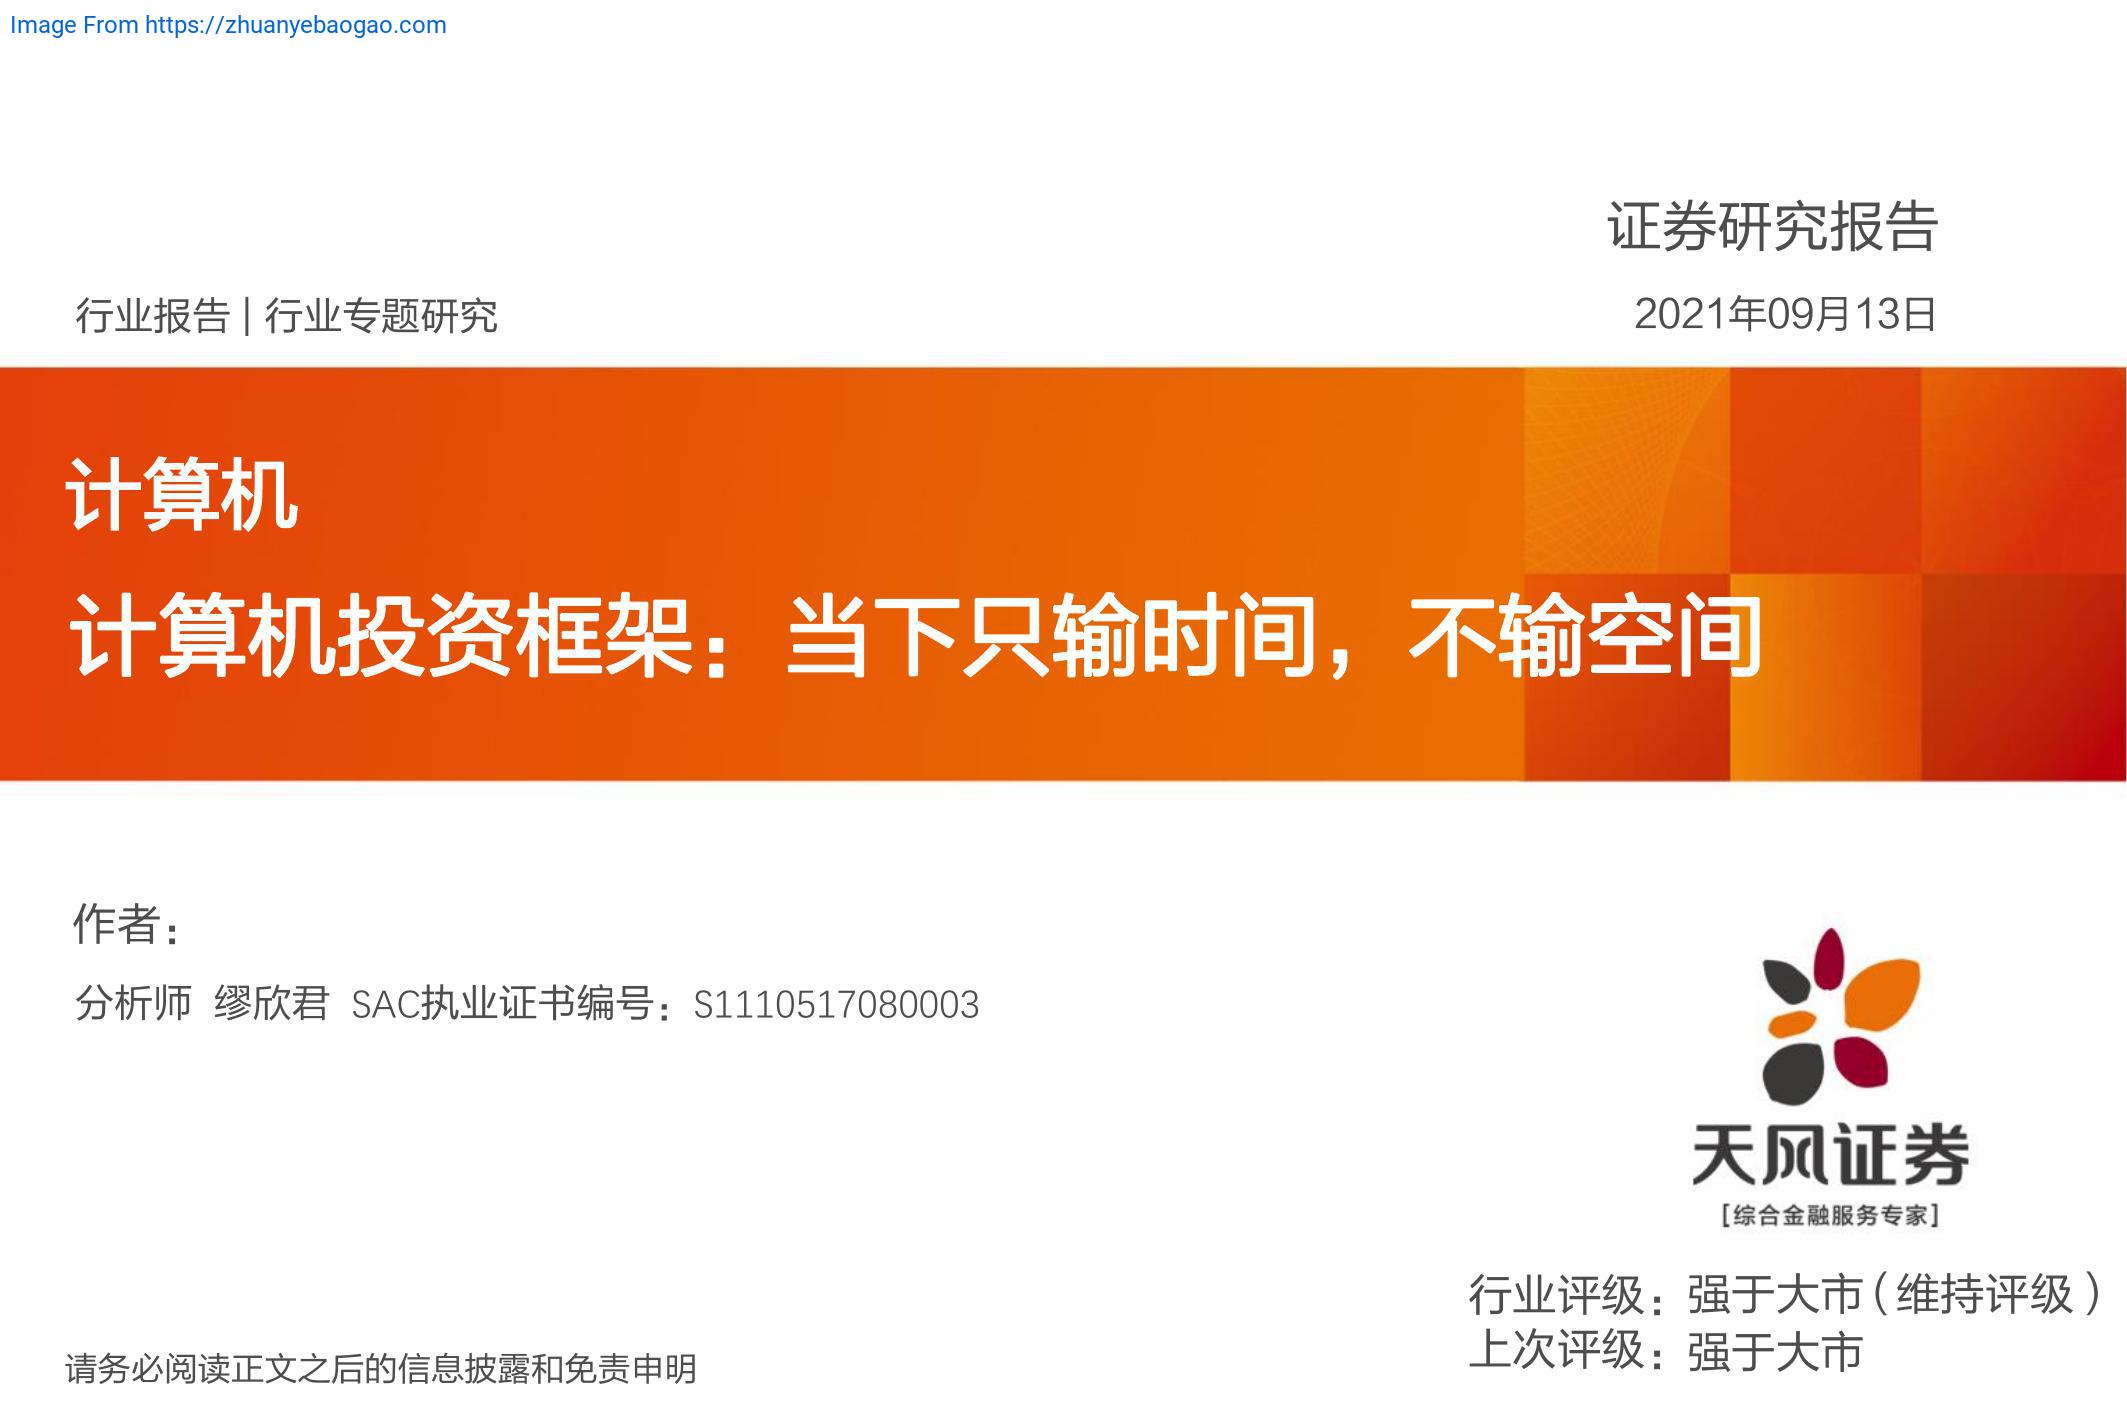 Image From https://zhuanyebaogao.com
证券研究报告
行业报告 | 行业专题研究
2021年09月13日
计算机
计算机投资框架：当下只输时间，不输空间
作者：
分析师 缪欣君 SAC执业证书编号：S1110517080003
天风证券
[综合金融服务专家]
行业评级：强于大市（维持评级）
上次评级：强于大市
请务必阅读正文之后的信息披露和免责申明